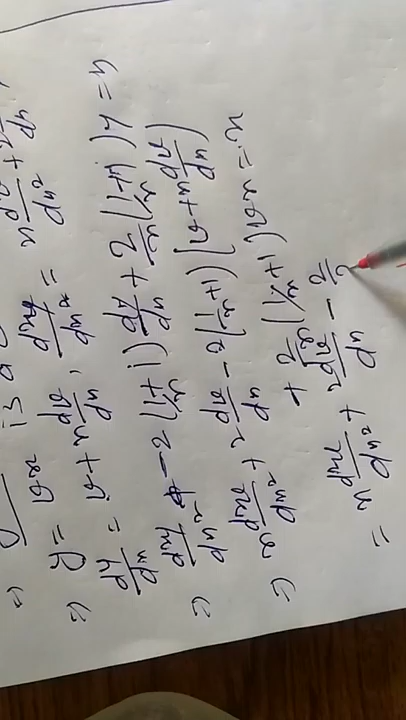 ⇒ y/vx is a
⇒ y = vx, d²y/dx² = x d²v/dx² + 2 dv/dx,
dy/dx = v + x dv/dx
⇒ d²y/dx² - 2(1/x + 1) dy/dx + 2/x (1/x + 1) y = x
⇒ x d²v/dx² + 2 dv/dx - 2(1/x + 1)(v + x dv/dx)
+ 2/x (1/x + 1) vx = x
= x d²v/dx² + 2 dv/dx - 2